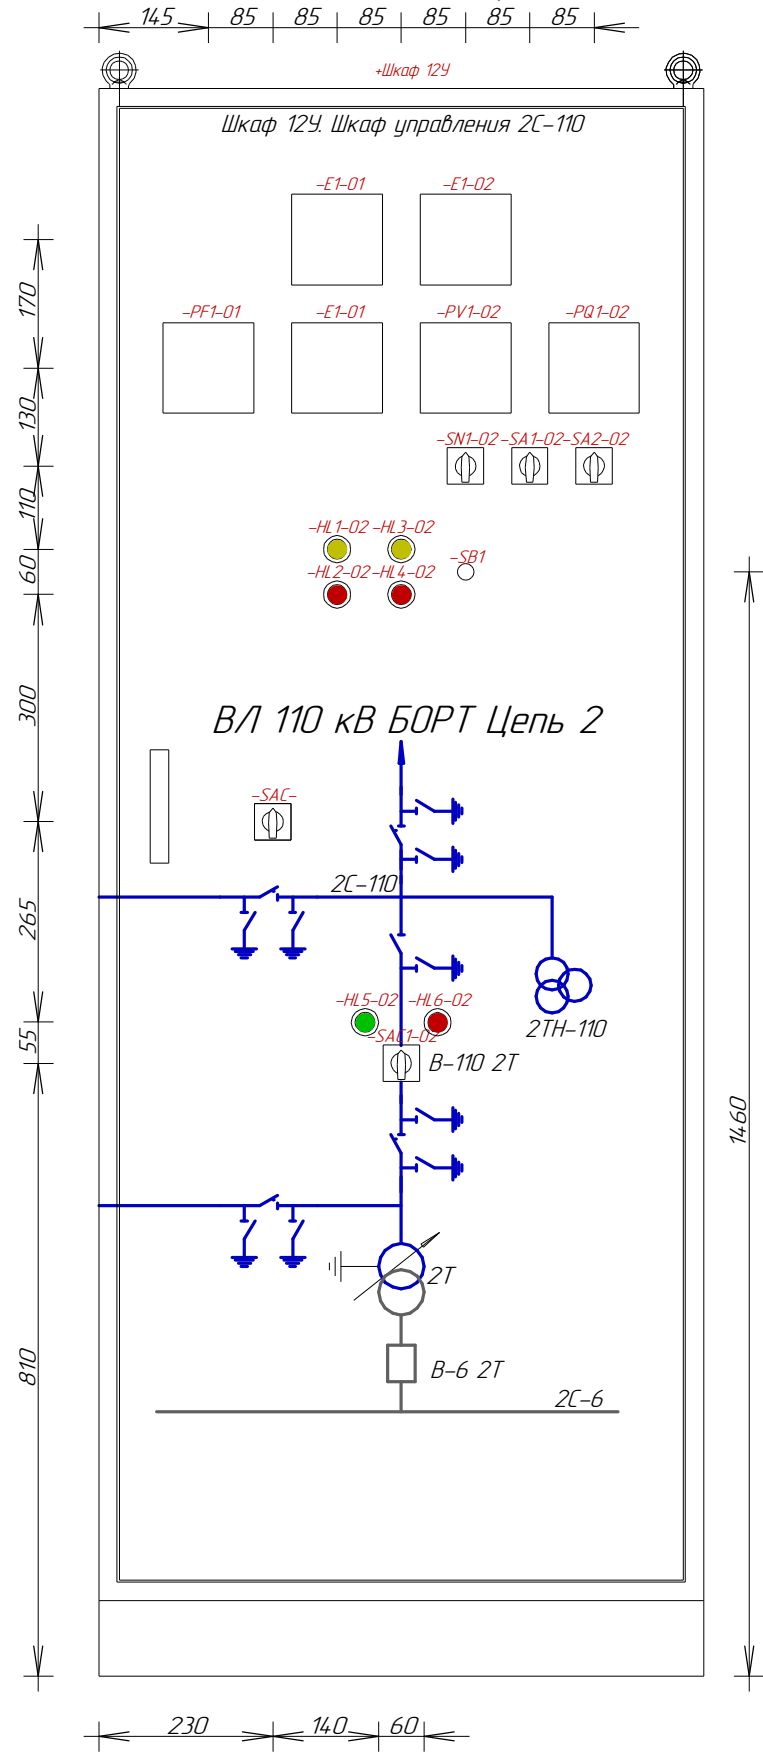 145 85 85 85 85 85 85
+Шкаф 12У
Шкаф 12У. Шкаф управления 2С-110
-E1-01 -E1-02
170
-PF1-01 -E1-01 -PV1-02 -PQ1-02
130
-SN1-02 -SA1-02 -SA2-02
110
-HL1-02 -HL3-02
-SB1
60
-HL2-02 -HL4-02
300
ВЛ 110 кВ БОРТ Цепь 2
-SAC-
2С-110
265
-HL5-02 -HL6-02
2ТН-110
55
-SAC1-02
В-110 2Т
1460
2Т
810
В-6 2Т
2С-6
230 140 60